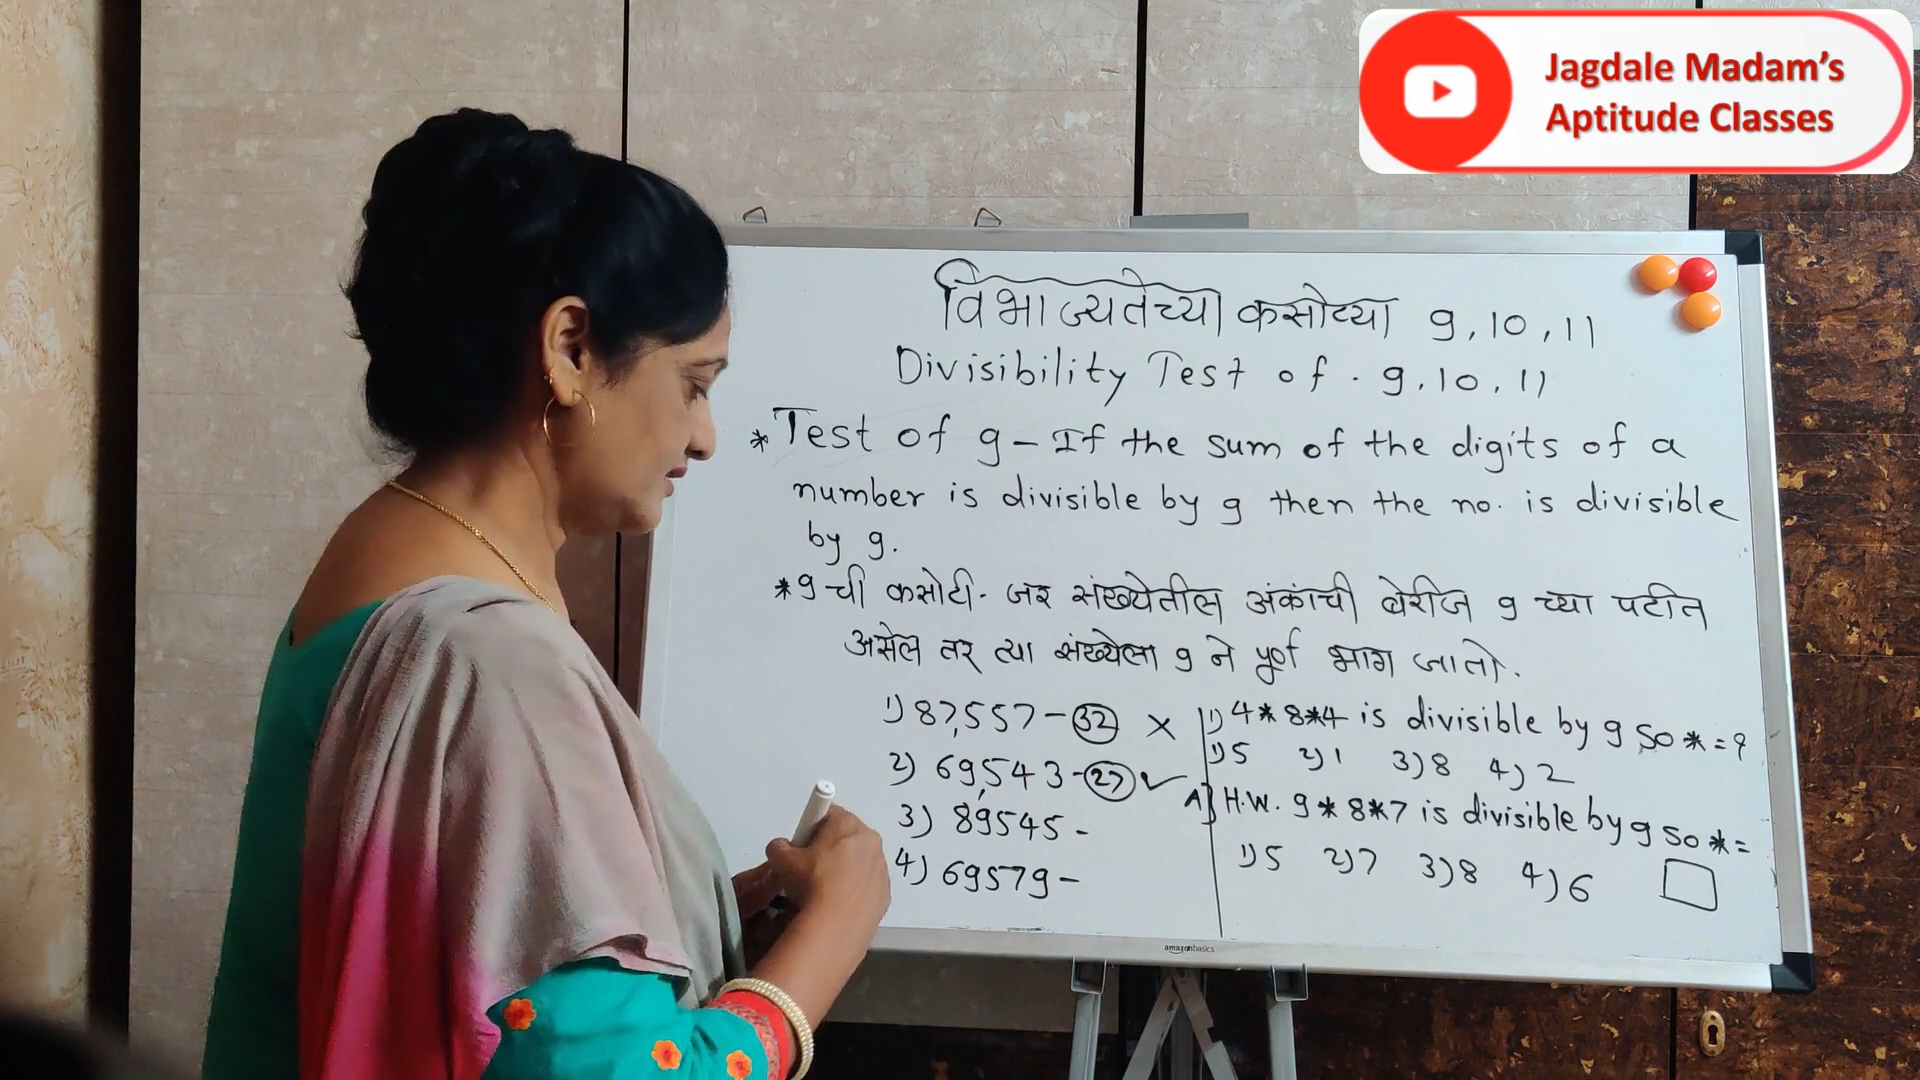 Jagdale Madam's
Aptitude Classes
विभाज्यतेच्या कसोट्या 9, 10, 11
Divisibility Test of . 9, 10, 11
* Test of 9 - If the sum of the digits of a
number is divisible by 9 then the no. is divisible
by 9.
* 9 ची कसोटी - जर संख्येतील अंकांची बेरीज 9 च्या पटीत
असेल तर त्या संख्येला 9 ने पूर्ण भाग जातो.
1) 87,557 - 32 ×
2) 69,543 - 27 ✓
3) 89545 -
4) 69579 -
1) 4*8*4 is divisible by 9 so * = ?
1) 5 2) 1 3) 8 4) 2
A] H.W. 9*8*7 is divisible by 9 so * =
1) 5 2) 7 3) 8 4) 6
amazonbasics